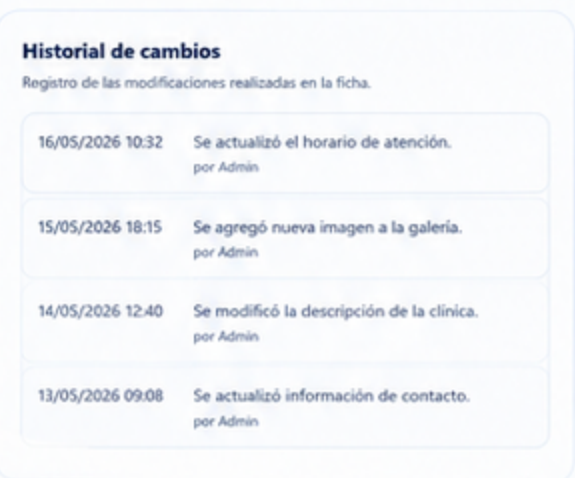 Historial de cambios
Registro de las modificaciones realizadas en la ficha.
16/05/2026 10:32 Se actualizó el horario de atención.
por Admin
15/05/2026 18:15 Se agregó nueva imagen a la galería.
por Admin
14/05/2026 12:40 Se modificó la descripción de la clínica.
por Admin
13/05/2026 09:08 Se actualizó información de contacto.
por Admin